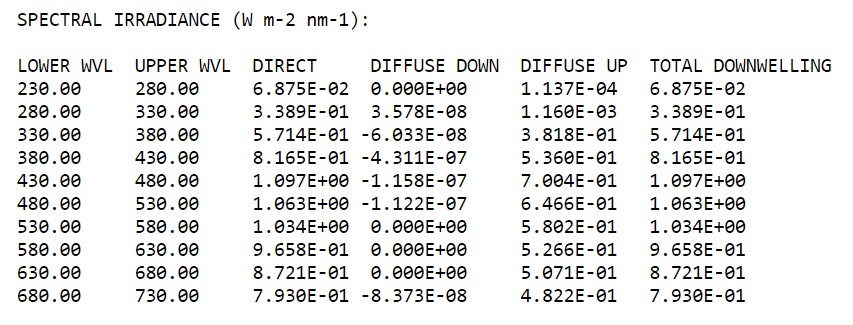 SPECTRAL IRRADIANCE (W m-2 nm-1):
LOWER WVL  UPPER WVL  DIRECT     DIFFUSE DOWN  DIFFUSE UP  TOTAL DOWNWELLING
230.00     280.00     6.875E-02  0.000E+00     1.137E-04   6.875E-02
280.00     330.00     3.389E-01  3.578E-08     1.160E-03   3.389E-01
330.00     380.00     5.714E-01 -6.033E-08     3.818E-01   5.714E-01
380.00     430.00     8.165E-01 -4.311E-07     5.360E-01   8.165E-01
430.00     480.00     1.097E+00 -1.158E-07     7.004E-01   1.097E+00
480.00     530.00     1.063E+00 -1.122E-07     6.466E-01   1.063E+00
530.00     580.00     1.034E+00  0.000E+00     5.802E-01   1.034E+00
580.00     630.00     9.658E-01  0.000E+00     5.266E-01   9.658E-01
630.00     680.00     8.721E-01  0.000E+00     5.071E-01   8.721E-01
680.00     730.00     7.930E-01 -8.373E-08     4.822E-01   7.930E-01